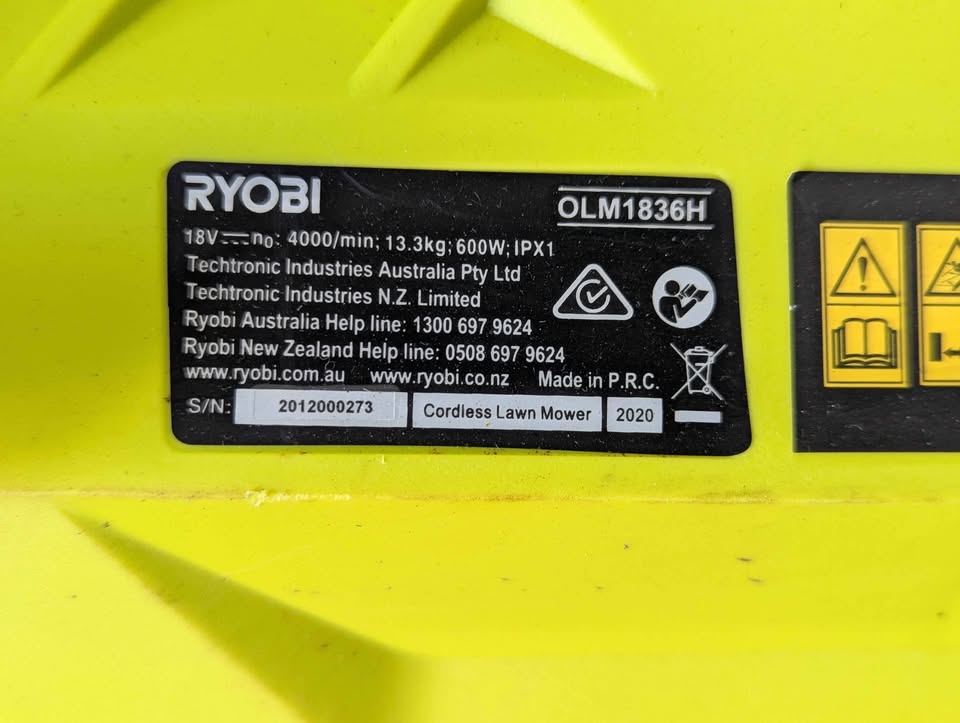 RYOBI
OLM1836H
18V⎓n₀: 4000/min; 13.3kg; 600W; IPX1
Techtronic Industries Australia Pty Ltd
Techtronic Industries N.Z. Limited
Ryobi Australia Help line: 1300 697 9624
Ryobi New Zealand Help line: 0508 697 9624
www.ryobi.com.au www.ryobi.co.nz Made in P.R.C.
S/N: 2012000273 Cordless Lawn Mower 2020